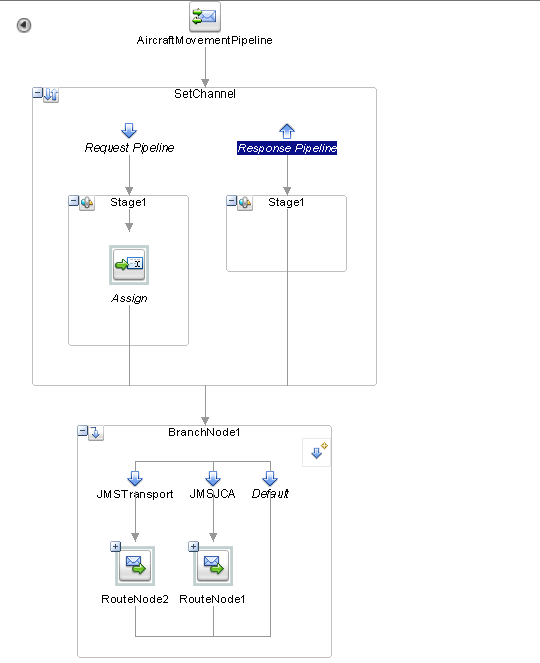 AircraftMovementPipeline
SetChannel
Request Pipeline
Response Pipeline
Stage1
Stage1
Assign
BranchNode1
JMSTransport
JMSJCA
Default
RouteNode2
RouteNode1